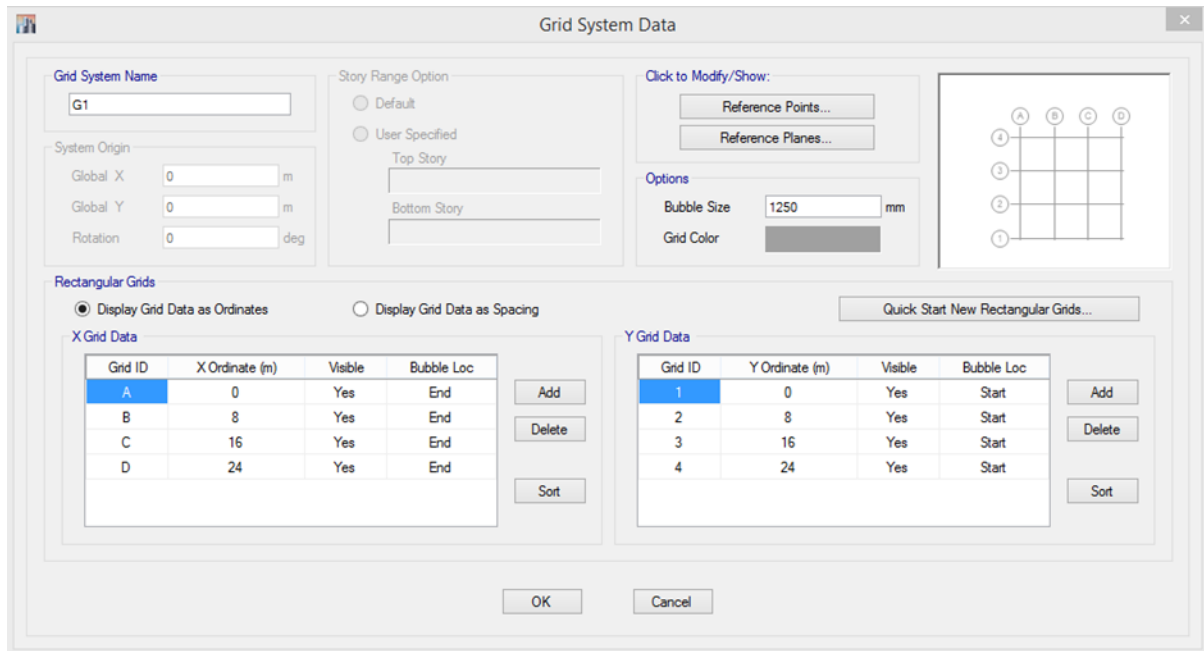 Grid System Data
Grid System Name
G1
System Origin
Global X 0 m
Global Y 0 m
Rotation 0 deg
Story Range Option
Default
User Specified
Top Story
Bottom Story
Click to Modify/Show:
Reference Points...
Reference Planes...
Options
Bubble Size 1250 mm
Grid Color
A B C D
4
3
2
1
Rectangular Grids
Display Grid Data as Ordinates Display Grid Data as Spacing Quick Start New Rectangular Grids...
X Grid Data
Grid ID X Ordinate (m) Visible Bubble Loc
A 0 Yes End
B 8 Yes End
C 16 Yes End
D 24 Yes End
Add
Delete
Sort
Y Grid Data
Grid ID Y Ordinate (m) Visible Bubble Loc
1 0 Yes Start
2 8 Yes Start
3 16 Yes Start
4 24 Yes Start
Add
Delete
Sort
OK Cancel